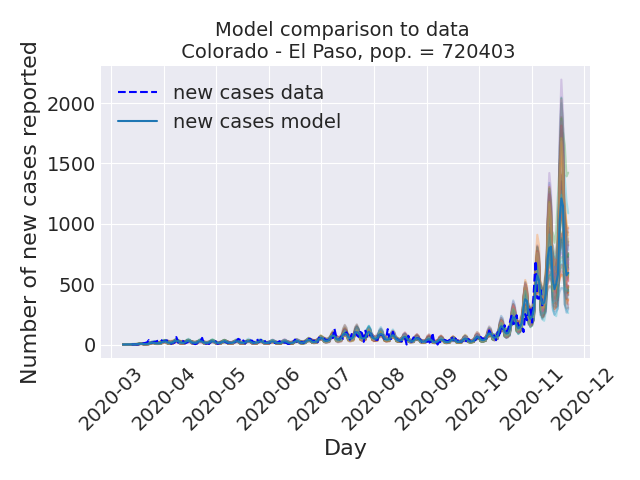 Model comparison to data
Colorado - El Paso, pop. = 720403
Number of new cases reported
new cases data
new cases model
2000
1500
1000
500
0
2020-03
2020-04
2020-05
2020-06
2020-07
2020-08
2020-09
2020-10
2020-11
2020-12
Day